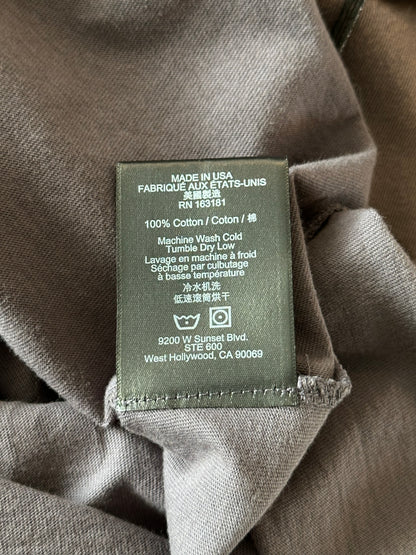 MADE IN USA
FABRIQUÉ AUX ÉTATS-UNIS
美國製造
RN 163181
100% Cotton / Coton / 棉
Machine Wash Cold
Tumble Dry Low
Lavage en machine à froid
Séchage par culbutage
à basse température
冷水机洗
低速滾筒烘干
9200 W Sunset Blvd.
STE 600
West Hollywood, CA 90069